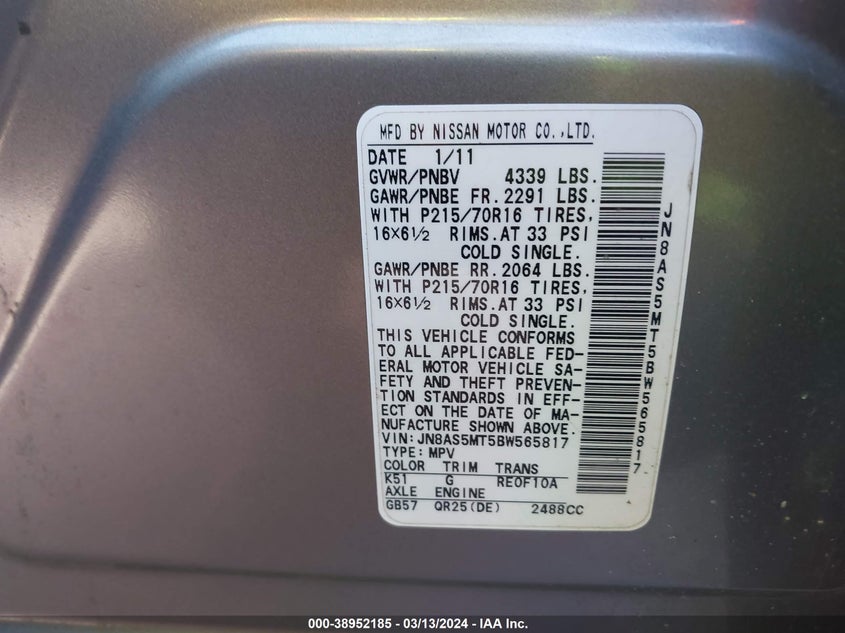 MFD BY NISSAN MOTOR CO.,LTD.
DATE 1/11
GVWR/PNBV 4339 LBS.
GAWR/PNBE FR. 2291 LBS.
WITH P215/70R16 TIRES,
16×6½ RIMS. AT 33 PSI
COLD SINGLE.
GAWR/PNBE RR. 2064 LBS.
WITH P215/70R16 TIRES,
16×6½ RIMS. AT 33 PSI
COLD SINGLE.
THIS VEHICLE CONFORMS
TO ALL APPLICABLE FED-
ERAL MOTOR VEHICLE SA-
FETY AND THEFT PREVEN-
TION STANDARDS IN EFF-
ECT ON THE DATE OF MA-
NUFACTURE SHOWN ABOVE.
VIN: JN8AS5MT5BW565817
TYPE: MPV
COLOR TRIM TRANS
K51 G RE0F10A
AXLE ENGINE
GB57 QR25(DE) 2488CC
JN8AS5MT5BW565817
000-38952185 - 03/13/2024 - IAA Inc.